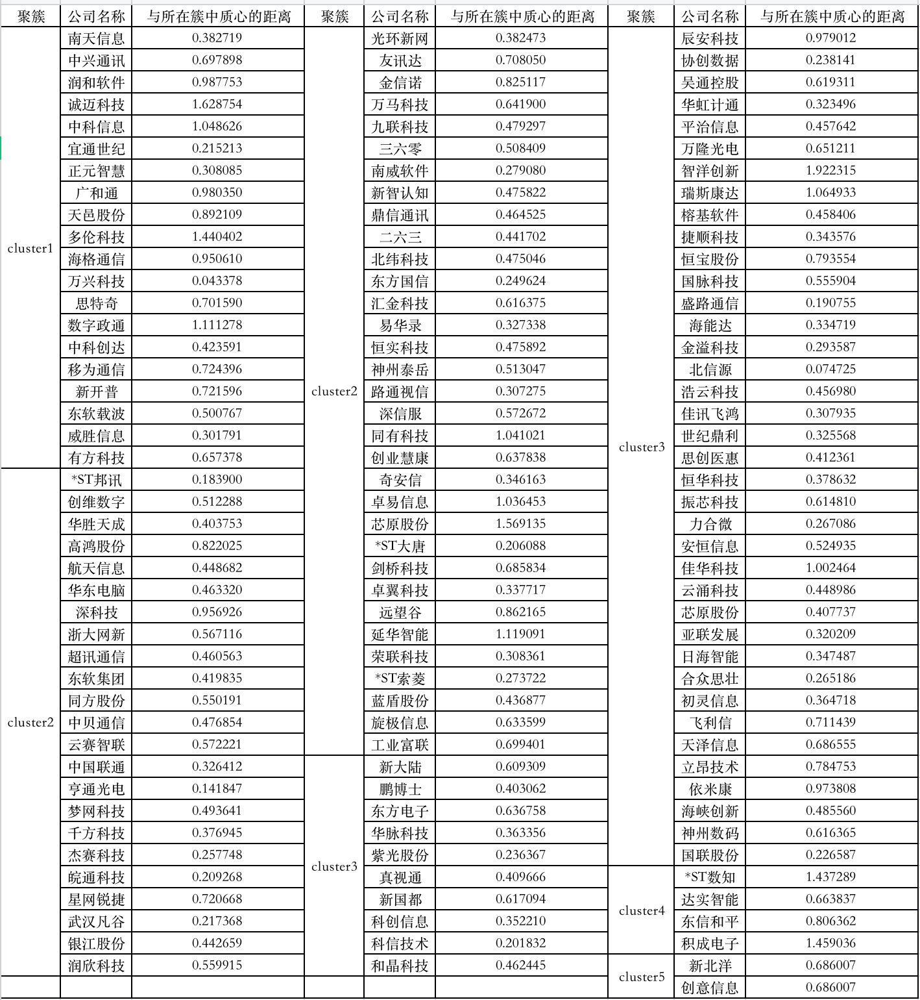 聚簇 公司名称 与所在簇中质心的距离 聚簇 公司名称 与所在簇中质心的距离 聚簇 公司名称 与所在簇中质心的距离
南天信息 0.382719 光环新网 0.382473 辰安科技 0.979012
中兴通讯 0.697898 友讯达 0.708050 协创数据 0.238141
润和软件 0.987753 金信诺 0.825117 吴通控股 0.619311
诚迈科技 1.628754 万马科技 0.641900 华虹计通 0.323496
中科信息 1.048626 九联科技 0.479297 平治信息 0.457642
宜通世纪 0.215213 三六零 0.508409 万隆光电 0.651211
正元智慧 0.308085 南威软件 0.279080 智洋创新 1.922315
广和通 0.980350 新智认知 0.475822 瑞斯康达 1.064933
天邑股份 0.892109 鼎信通讯 0.464525 榕基软件 0.458406
多伦科技 1.440402 二六三 0.441702 捷顺科技 0.343576
cluster1
海格通信 0.950610 北纬科技 0.475046 恒宝股份 0.793554
万兴科技 0.043378 东方国信 0.249624 国脉科技 0.555904
思特奇 0.701590 汇金科技 0.616375 盛路通信 0.190755
数字政通 1.111278 易华录 0.327338 海能达 0.334719
中科创达 0.423591 恒实科技 0.475892 金溢科技 0.293587
移为通信 0.724396 神州泰岳 0.513047 北信源 0.074725
新开普 0.721596 cluster2 路通视信 0.307275 浩云科技 0.456980
东软载波 0.500767 深信服 0.572672 佳讯飞鸿 0.307935
威胜信息 0.301791 同有科技 1.041021 世纪鼎利 0.325568
cluster3
有方科技 0.657378 创业慧康 0.637838 思创医惠 0.412361
*ST邦讯 0.183900 奇安信 0.346163 恒华科技 0.378632
创维数字 0.512288 卓易信息 1.036453 振芯科技 0.614810
华胜天成 0.403753 芯原股份 1.569135 力合微 0.267086
高鸿股份 0.822025 *ST大唐 0.206088 安恒信息 0.524935
航天信息 0.448682 剑桥科技 0.685834 佳华科技 1.002464
华东电脑 0.463320 卓翼科技 0.337717 云涌科技 0.448986
深科技 0.956926 远望谷 0.862165 芯原股份 0.407737
浙大网新 0.567116 延华智能 1.119091 亚联发展 0.320209
超讯通信 0.460563 荣联科技 0.308361 日海智能 0.347487
东软集团 0.419835 *ST索菱 0.273722 合众思壮 0.265186
同方股份 0.550191 蓝盾股份 0.436877 初灵信息 0.364718
cluster2 中贝通信 0.476854 旋极信息 0.633599 飞利信 0.711439
云赛智联 0.572221 工业富联 0.699401 天泽信息 0.686555
中国联通 0.326412 新大陆 0.609309 立昂技术 0.784753
亨通光电 0.141847 鹏博士 0.403062 依米康 0.973808
梦网科技 0.493641 东方电子 0.636758 海峡创新 0.485560
千方科技 0.376945 华脉科技 0.363356 神州数码 0.616365
杰赛科技 0.257748 紫光股份 0.236367 国联股份 0.226587
cluster3
皖通科技 0.209268 真视通 0.409666 *ST数知 1.437289
星网锐捷 0.720668 新国都 0.617094 达实智能 0.663837
cluster4
武汉凡谷 0.217368 科创信息 0.352210 东信和平 0.806362
银江股份 0.442659 科信技术 0.201832 积成电子 1.459036
润欣科技 0.559915 和晶科技 0.462445 新北洋 0.686007
cluster5
创意信息 0.686007